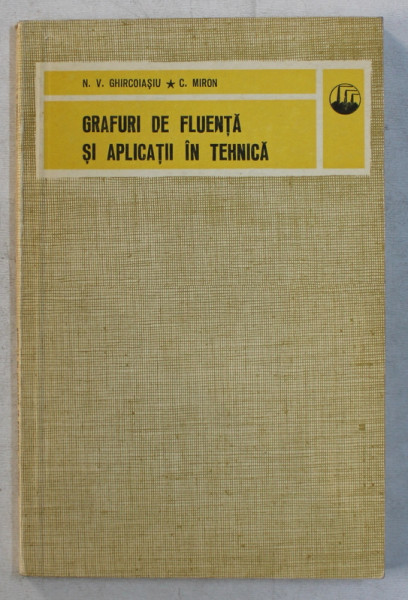 N. V. GHIRCOIAȘIU ★ C. MIRON
GRAFURI DE FLUENȚĂ
ȘI APLICAȚII ÎN TEHNICĂ